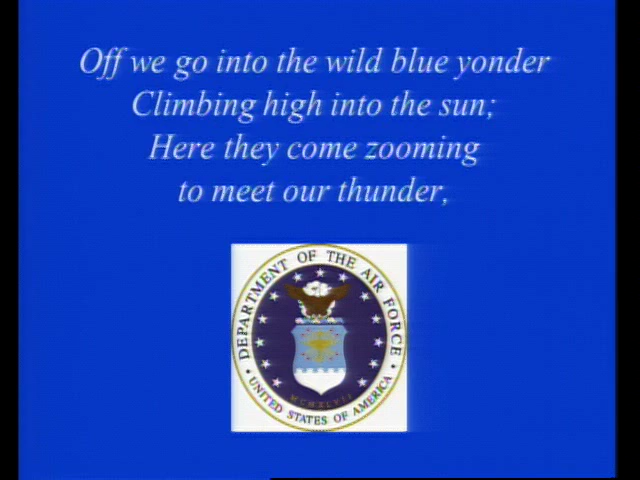 Off we go into the wild blue yonder
Climbing high into the sun;
Here they come zooming
to meet our thunder,
DEPARTMENT OF THE AIR FORCE
MCMXLVII
UNITED STATES OF AMERICA